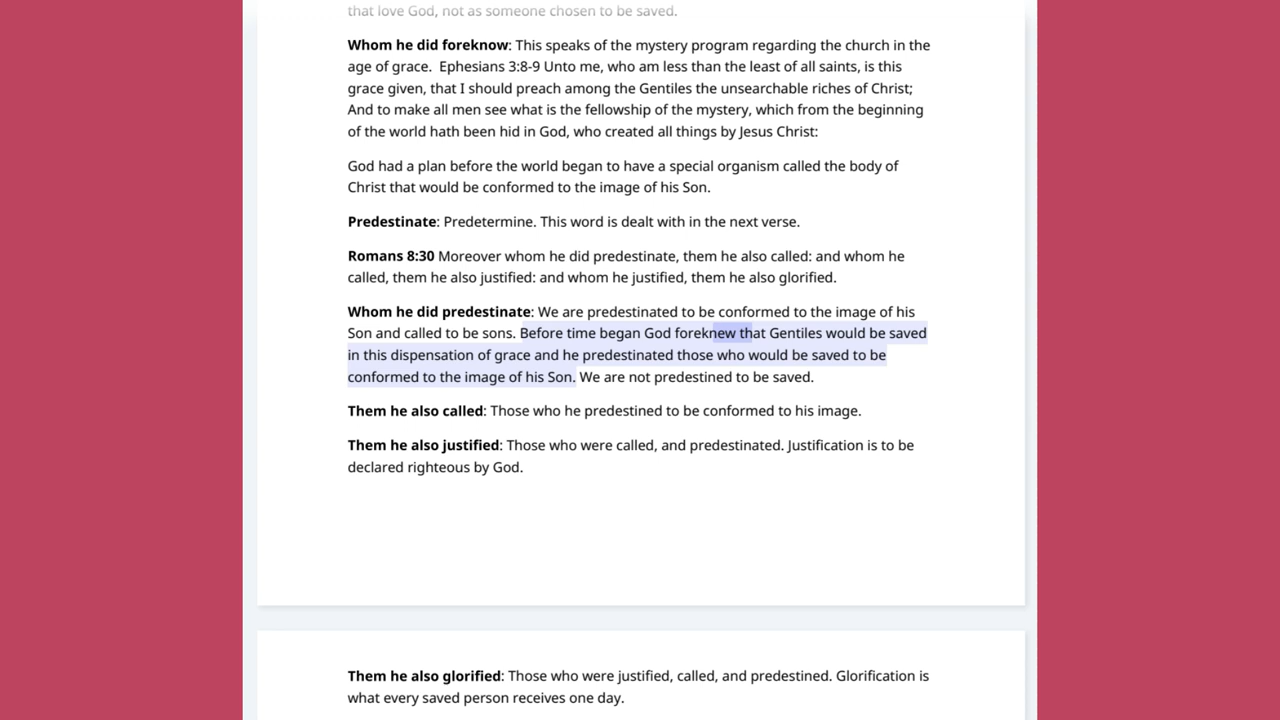 that love God, not as someone chosen to be saved.
Whom he did foreknow: This speaks of the mystery program regarding the church in the
age of grace.  Ephesians 3:8-9 Unto me, who am less than the least of all saints, is this
grace given, that I should preach among the Gentiles the unsearchable riches of Christ;
And to make all men see what is the fellowship of the mystery, which from the beginning
of the world hath been hid in God, who created all things by Jesus Christ:
God had a plan before the world began to have a special organism called the body of
Christ that would be conformed to the image of his Son.
Predestinate: Predetermine. This word is dealt with in the next verse.
Romans 8:30 Moreover whom he did predestinate, them he also called: and whom he
called, them he also justified: and whom he justified, them he also glorified.
Whom he did predestinate: We are predestinated to be conformed to the image of his
Son and called to be sons. Before time began God foreknew that Gentiles would be saved
in this dispensation of grace and he predestinated those who would be saved to be
conformed to the image of his Son. We are not predestined to be saved.
Them he also called: Those who he predestined to be conformed to his image.
Them he also justified: Those who were called, and predestinated. Justification is to be
declared righteous by God.
Them he also glorified: Those who were justified, called, and predestined. Glorification is
what every saved person receives one day.